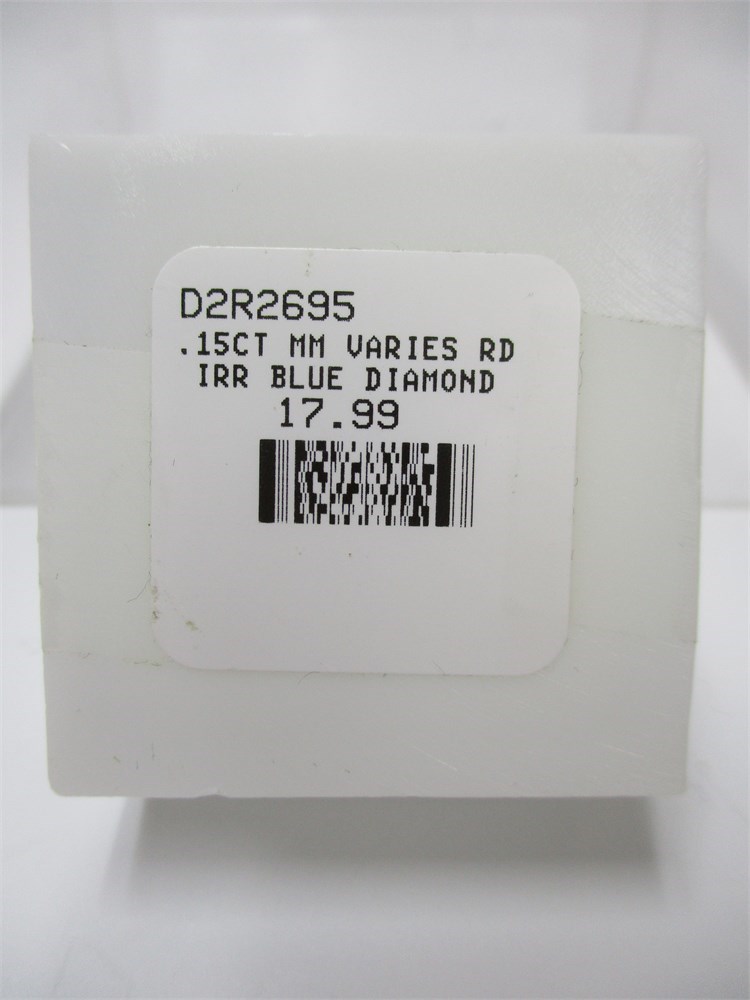 D2R2695
.15CT MM VARIES RD
IRR BLUE DIAMOND
17.99